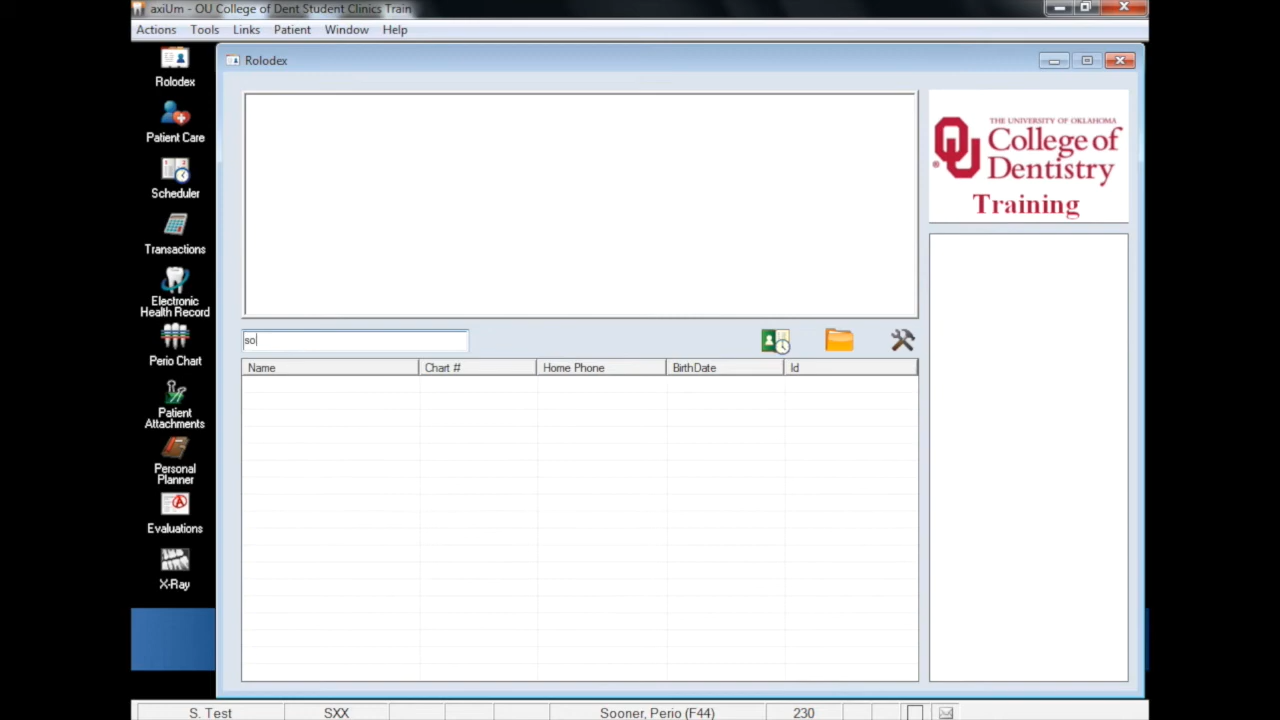 axiUm - OU College of Dent Student Clinics Train
Actions Tools Links Patient Window Help
Rolodex
Rolodex
Patient Care
Scheduler
Transactions
Electronic
Health Record
Perio Chart
Patient
Attachments
Personal
Planner
Evaluations
X-Ray
THE UNIVERSITY OF OKLAHOMA
College of
Dentistry
Training
so
Name Chart # Home Phone BirthDate Id
S. Test SXX Sooner, Perio (F44) 230